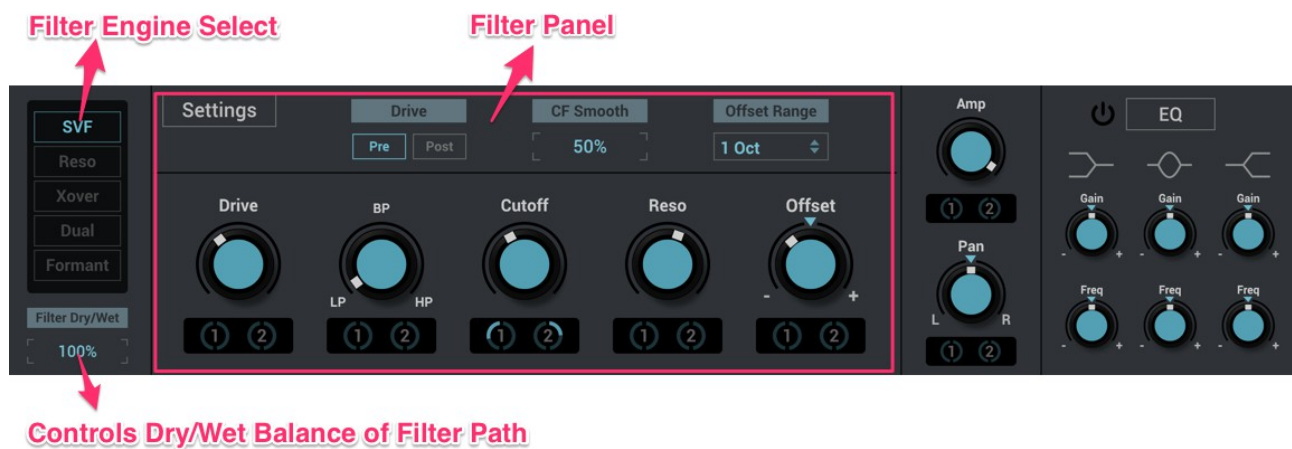 Filter Engine Select
Filter Panel
SVF
Reso
Xover
Dual
Formant
Filter Dry/Wet
100%
Settings
Drive
CF Smooth
Offset Range
Pre
Post
50%
1 Oct
Drive
BP
LP
HP
Cutoff
Reso
Offset
- +
1 2
1 2
1 2
1 2
1 2
Amp
1 2
Pan
L R
1 2
EQ
Gain
Gain
Gain
- +
- +
- +
Freq
Freq
Freq
- +
- +
- +
Controls Dry/Wet Balance of Filter Path